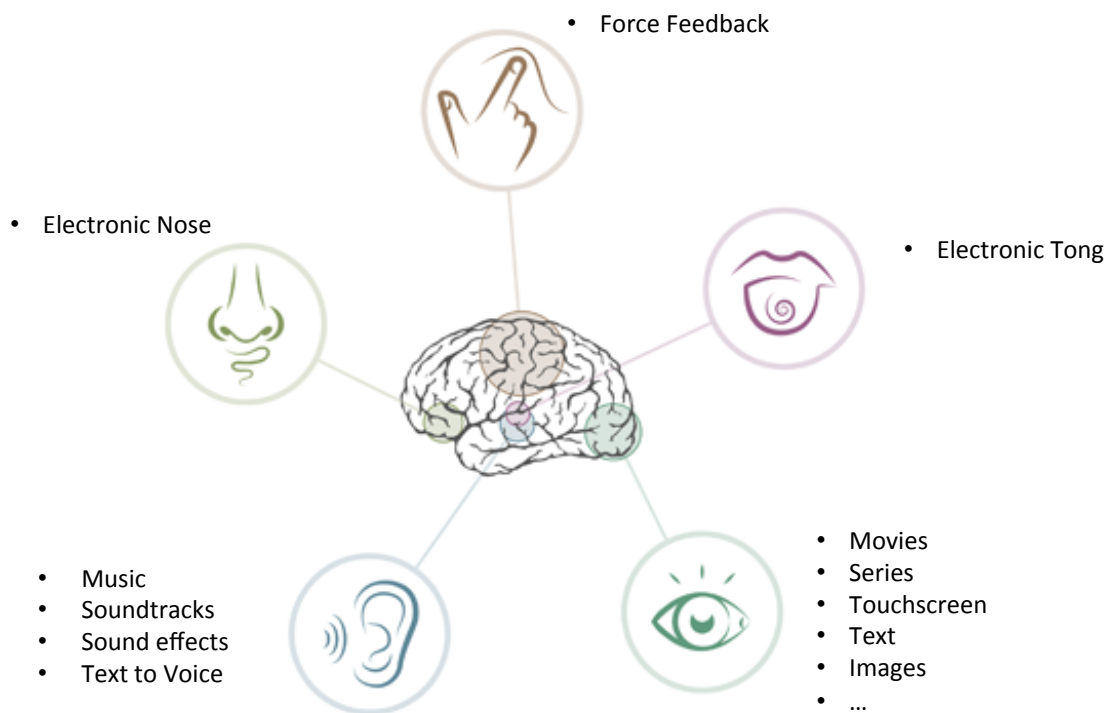 • Force Feedback
• Electronic Nose
• Electronic Tong
• Music
• Soundtracks
• Sound effects
• Text to Voice
• Movies
• Series
• Touchscreen
• Text
• Images
• ...